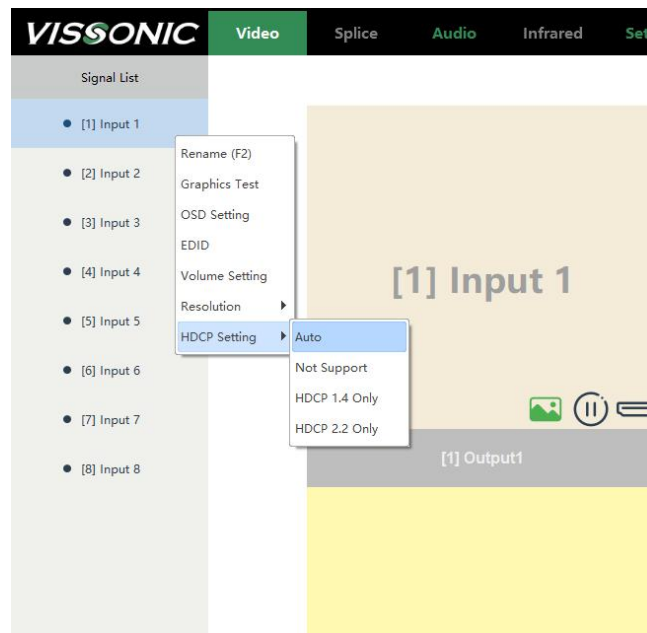 VISSONIC
Video
Splice
Audio
Infrared
Set
Signal List
[1] Input 1
[2] Input 2
[3] Input 3
[4] Input 4
[5] Input 5
[6] Input 6
[7] Input 7
[8] Input 8
Rename (F2)
Graphics Test
OSD Setting
EDID
Volume Setting
Resolution
HDCP Setting
Auto
Not Support
HDCP 1.4 Only
HDCP 2.2 Only
[1] Input 1
[1] Output1